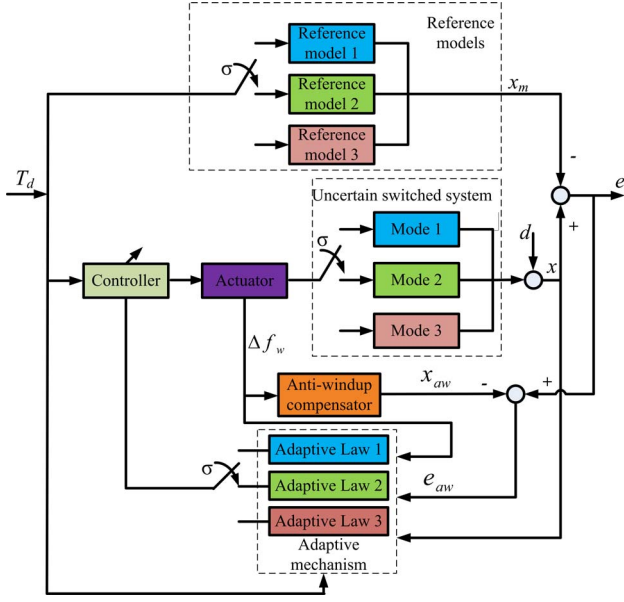 Reference
model 1
Reference
models
σ
Reference
model 2
x_m
Reference
model 3
-
T_d
e
Uncertain switched system
+
Mode 1
σ
d
Controller
Actuator
Mode 2
x
Mode 3
Δ f_w
Anti-windup
compensator
x_aw
-
+
Adaptive Law 1
σ
Adaptive Law 2
e_aw
Adaptive Law 3
Adaptive
mechanism